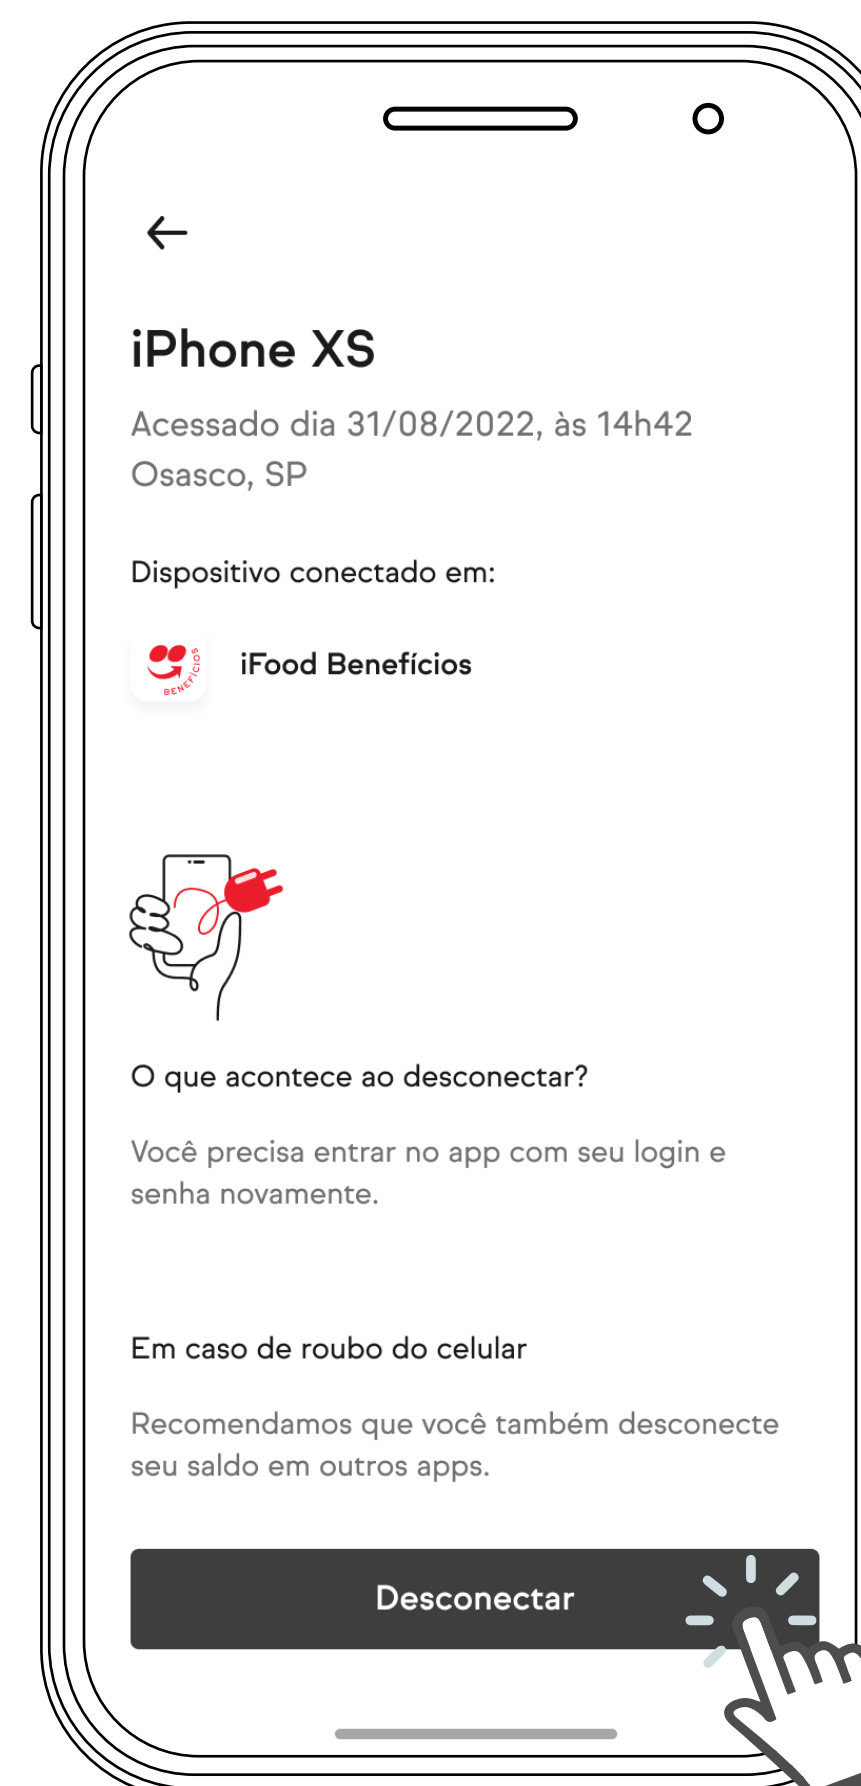 iPhone XS
Acessado dia 31/08/2022, às 14h42
Osasco, SP
Dispositivo conectado em:
BENEFÍCIOS
iFood Benefícios
O que acontece ao desconectar?
Você precisa entrar no app com seu login e
senha novamente.
Em caso de roubo do celular
Recomendamos que você também desconecte
seu saldo em outros apps.
Desconectar